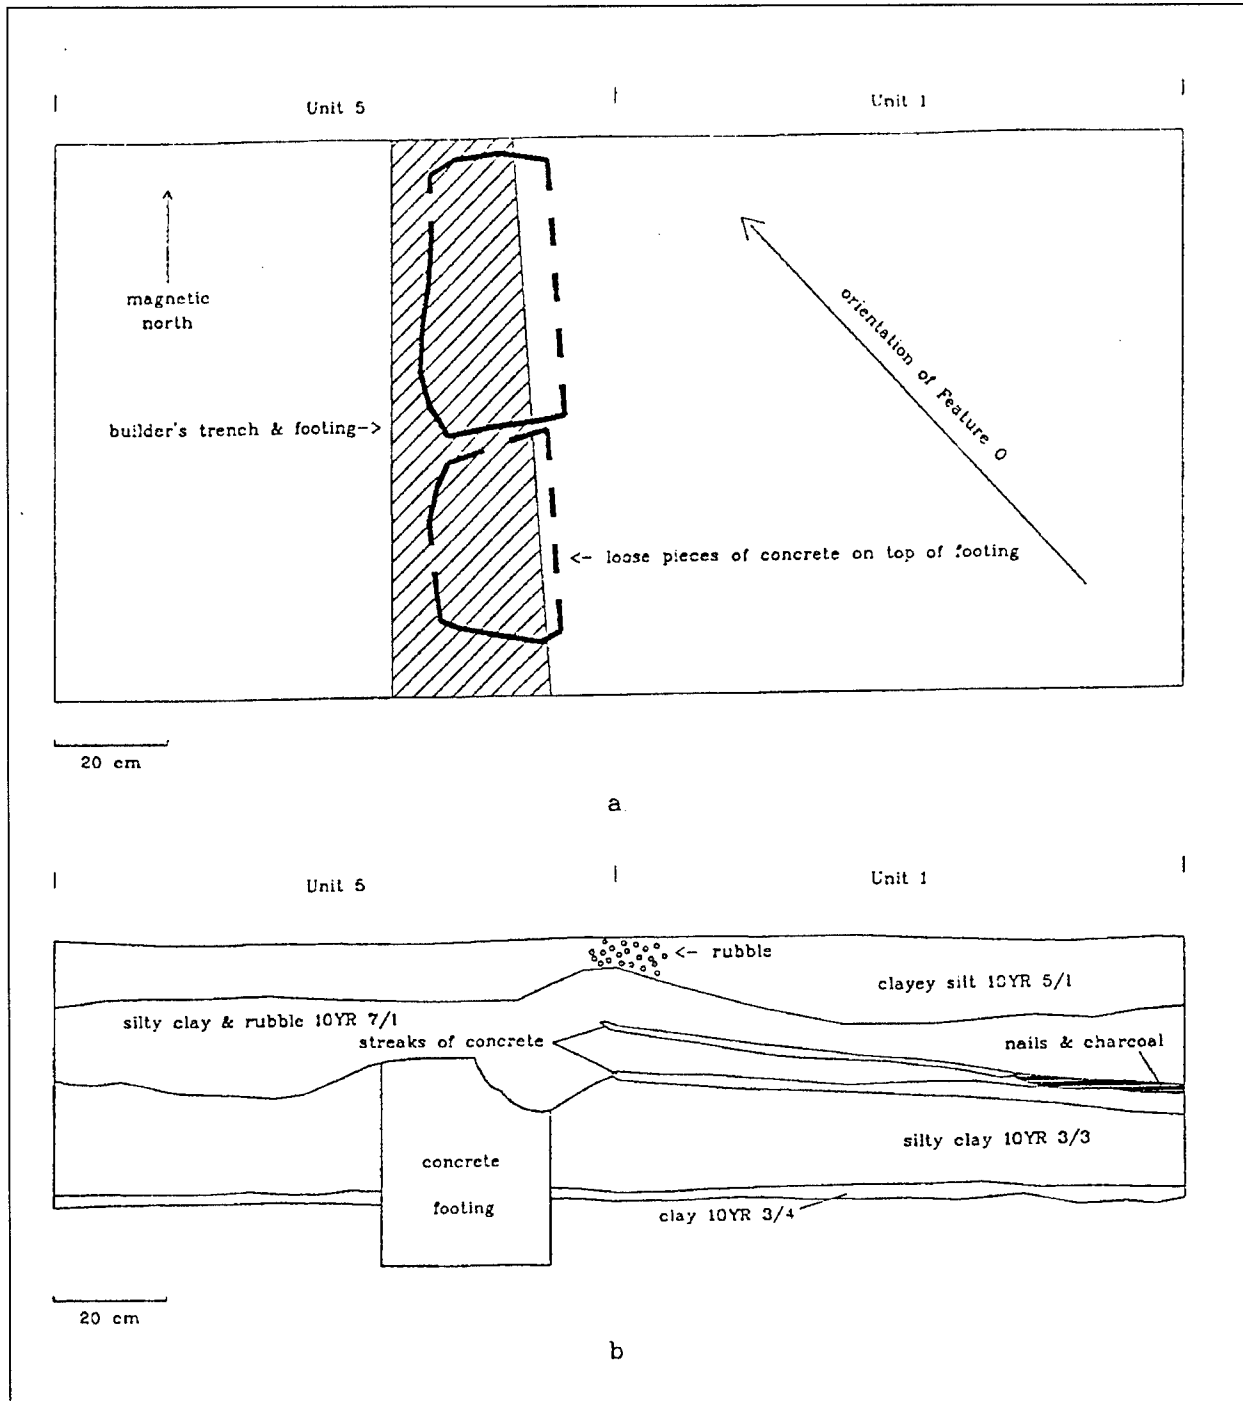 Unit 5
Unit 1
magnetic
north
orientation of Feature 0
builder's trench & footing->
<- loose pieces of concrete on top of footing
20 cm
a
Unit 5
Unit 1
<- rubble
clayey silt 10YR 5/1
silty clay & rubble 10YR 7/1
streaks of concrete
nails & charcoal
silty clay 10YR 3/3
concrete
footing
clay 10YR 3/4
20 cm
b